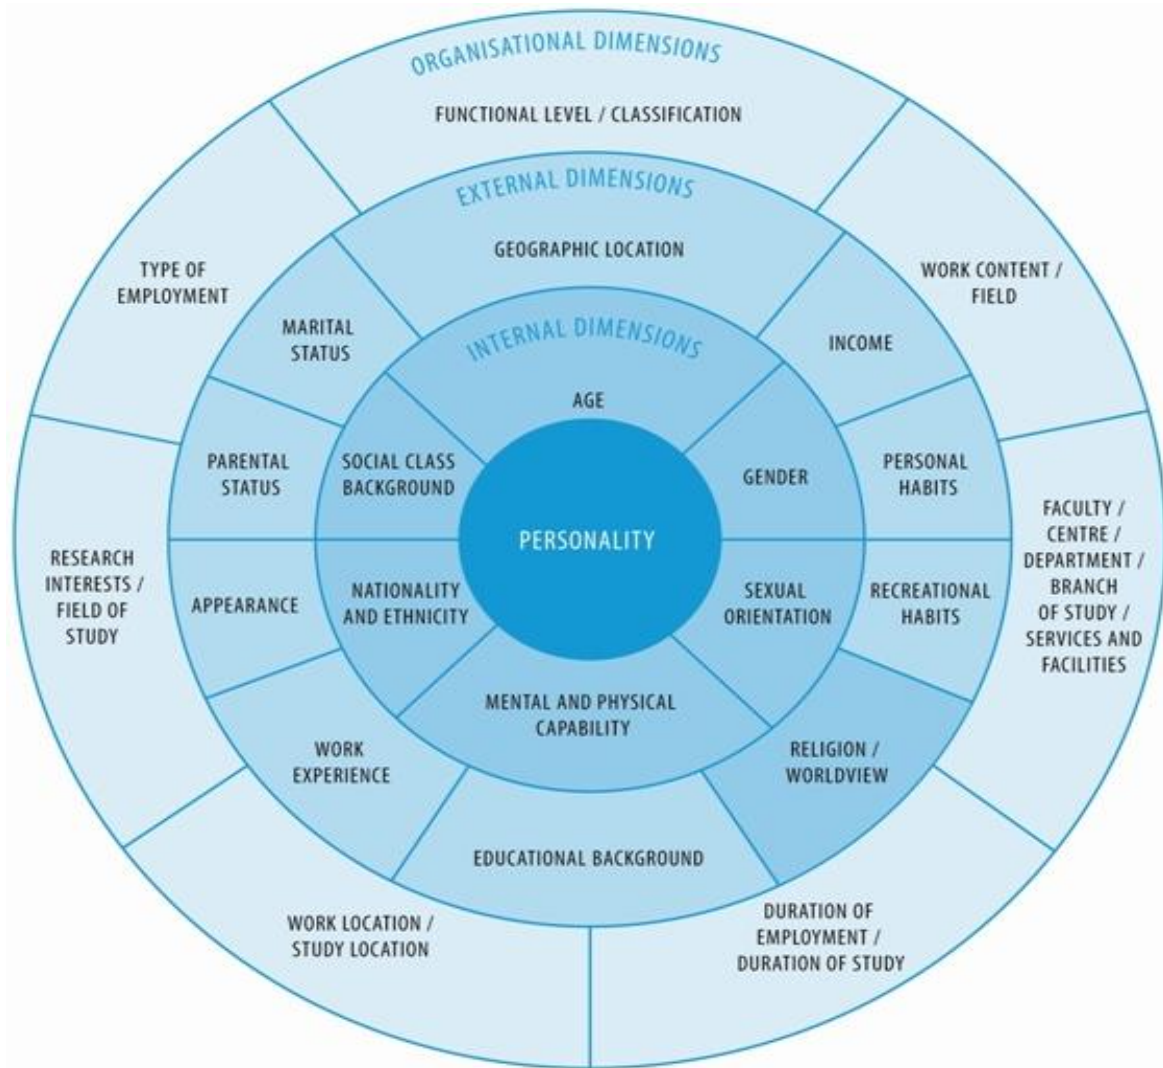 ORGANISATIONAL DIMENSIONS
FUNCTIONAL LEVEL / CLASSIFICATION
WORK CONTENT /
FIELD
FACULTY /
CENTRE /
DEPARTMENT /
BRANCH
OF STUDY /
SERVICES AND
FACILITIES
DURATION OF
EMPLOYMENT /
DURATION OF STUDY
WORK LOCATION /
STUDY LOCATION
RESEARCH
INTERESTS /
FIELD OF
STUDY
TYPE OF
EMPLOYMENT
EXTERNAL DIMENSIONS
GEOGRAPHIC LOCATION
INCOME
PERSONAL
HABITS
RECREATIONAL
HABITS
RELIGION /
WORLDVIEW
EDUCATIONAL BACKGROUND
WORK
EXPERIENCE
APPEARANCE
PARENTAL
STATUS
MARITAL
STATUS
INTERNAL DIMENSIONS
AGE
GENDER
SEXUAL
ORIENTATION
MENTAL AND PHYSICAL
CAPABILITY
NATIONALITY
AND ETHNICITY
SOCIAL CLASS
BACKGROUND
PERSONALITY